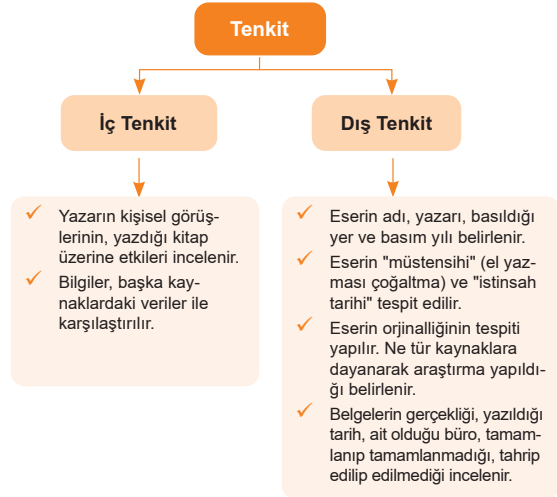 Tenkit
İç Tenkit
Yazarın kişisel görüş-
lerinin, yazdığı kitap
üzerine etkileri incelenir.
Bilgiler, başka kay-
naklardaki veriler ile
karşılaştırılır.
Dış Tenkit
Eserin adı, yazarı, basıldığı
yer ve basım yılı belirlenir.
Eserin "müstensihi" (el yaz-
ması çoğaltma) ve "istinsah
tarihi" tespit edilir.
Eserin orjinalliğinin tespiti
yapılır. Ne tür kaynaklara
dayanarak araştırma yapıldı-
ğı belirlenir.
Belgelerin gerçekliği, yazıldığı
tarih, ait olduğu büro, tamam-
lanıp tamamlanmadığı, tahrip
edilip edilmediği incelenir.